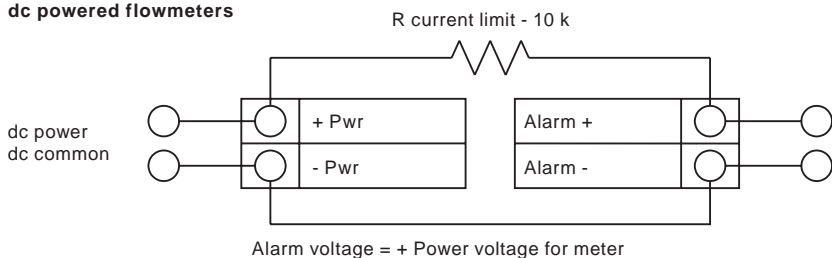 dc powered flowmeters
R current limit - 10 k
+ Pwr
Alarm +
dc power
dc common
- Pwr
Alarm -
Alarm voltage = + Power voltage for meter